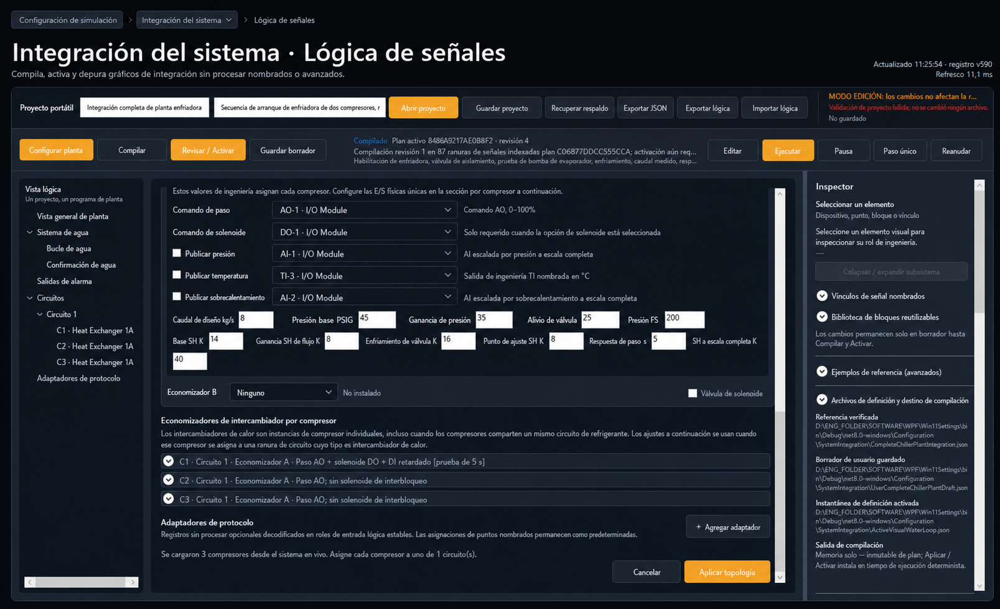 Configuración de simulación
Integración del sistema
Lógica de señales
Integración del sistema · Lógica de señales
Compila, activa y depura gráficos de integración sin procesar nombrados o avanzados.
Actualizado 11:25:54 · registro v590
Refresco 11,1 ms
Proyecto portátil
Integración completa de planta enfriadora
Secuencia de arranque de enfriadora de dos compresores, r
Abrir proyecto
Guardar proyecto
Recuperar respaldo
Exportar JSON
Exportar lógica
Importar lógica
MODO EDICIÓN: los cambios no afectan la r...
Validación de proyecto fallida; no se cambió ningún archivo.
No guardado
Configurar planta
Compilar
Revisar / Activar
Guardar borrador
Compilado Plan activo 8486A9217AE0B8F2 · revisión 4
Compilación revisión 1 en 87 ranuras de señales indexadas plan C06877DDCC555CCA; activación aún req...
Habilitación de enfriadora, válvula de aislamiento, prueba de bomba de evaporador, enfriamiento, caudal medido, resp...
Editar
Ejecutar
Pausa
Paso único
Reanudar
Vista lógica
Un proyecto, un programa de planta
Vista general de planta
Sistema de agua
Bucle de agua
Confirmación de agua
Salidas de alarma
Circuitos
Circuito 1
C1 · Heat Exchanger 1A
C2 · Heat Exchanger 1A
C3 · Heat Exchanger 1A
Adaptadores de protocolo
Estos valores de ingeniería asignan cada compresor. Configure las E/S físicas únicas en la sección por compresor a continuación.
Comando de paso
AO-1 · I/O Module
Comando AO, 0–100%
Comando de solenoide
DO-1 · I/O Module
Solo requerido cuando la opción de solenoide está seleccionada
Publicar presión
AI-1 · I/O Module
AI escalada por presión a escala completa
Publicar temperatura
TI-3 · I/O Module
Salida de ingeniería TI nombrada en °C
Publicar sobrecalentamiento
AI-2 · I/O Module
AI escalada por sobrecalentamiento a escala completa
Caudal de diseño kg/s 8 Presión base PSIG 45 Ganancia de presión 35 Alivio de válvula 25 Presión FS 200
Base SH K 14 Ganancia SH de flujo K 8 Enfriamiento de válvula K 16 Punto de ajuste SH K 8 Respuesta de paso s 5 SH a escala completa K
40
Economizador B
Ninguno
No instalado
Válvula de solenoide
Economizadores de intercambiador por compresor
Los intercambiadores de calor son instancias de compresor individuales, incluso cuando los compresores comparten un mismo circuito de refrigerante. Los ajustes a continuación se usan cuando
ese compresor se asigna a una ranura de circuito cuyo tipo es intercambiador de calor.
C1 · Circuito 1 · Economizador A · Paso AO + solenoide DO + DI retardado [prueba de 5 s]
C2 · Circuito 1 · Economizador A · Paso AO; sin solenoide de interbloqueo
C3 · Circuito 1 · Economizador A · Paso AO; sin solenoide de interbloqueo
Adaptadores de protocolo
Registros sin procesar opcionales decodificados en roles de entrada lógica estables. Las asignaciones de puntos nombrados permanecen como predeterminadas.
+ Agregar adaptador
Se cargaron 3 compresores desde el sistema en vivo. Asigne cada compresor a uno de 1 circuito(s).
Cancelar
Aplicar topología
Inspector
Seleccionar un elemento
Dispositivo, punto, bloque o vínculo
Seleccione un elemento visual para
inspeccionar su rol de ingeniería.
—
Colapsar / expandir subsistema
Vínculos de señal nombrados
Biblioteca de bloques reutilizables
Los cambios permanecen solo en borrador hasta
Compilar y Activar.
Ejemplos de referencia (avanzados)
Archivos de definición y destino de compilación
Referencia verificada
D:\ENG_FOLDER\SOFTWARE\WPF\Win11Settings\bi
n\Debug\net8.0-windows\Configuration
\SystemIntegration\CompleteChillerPlantIntegration.json
Borrador de usuario guardado
D:\ENG_FOLDER\SOFTWARE\WPF\Win11Settings\bi
n\Debug\net8.0-windows\Configuration
\SystemIntegration\UserCompleteChillerPlantDraft.json
Instantánea de definición activada
D:\ENG_FOLDER\SOFTWARE\WPF\Win11Settings\bi
n\Debug\net8.0-windows\Configuration
\SystemIntegration\ActiveVisualWaterLoop.json
Salida de compilación
Memoria solo — inmutable de plan; Aplicar /
Activar instala en tiempo de ejecución determinista.